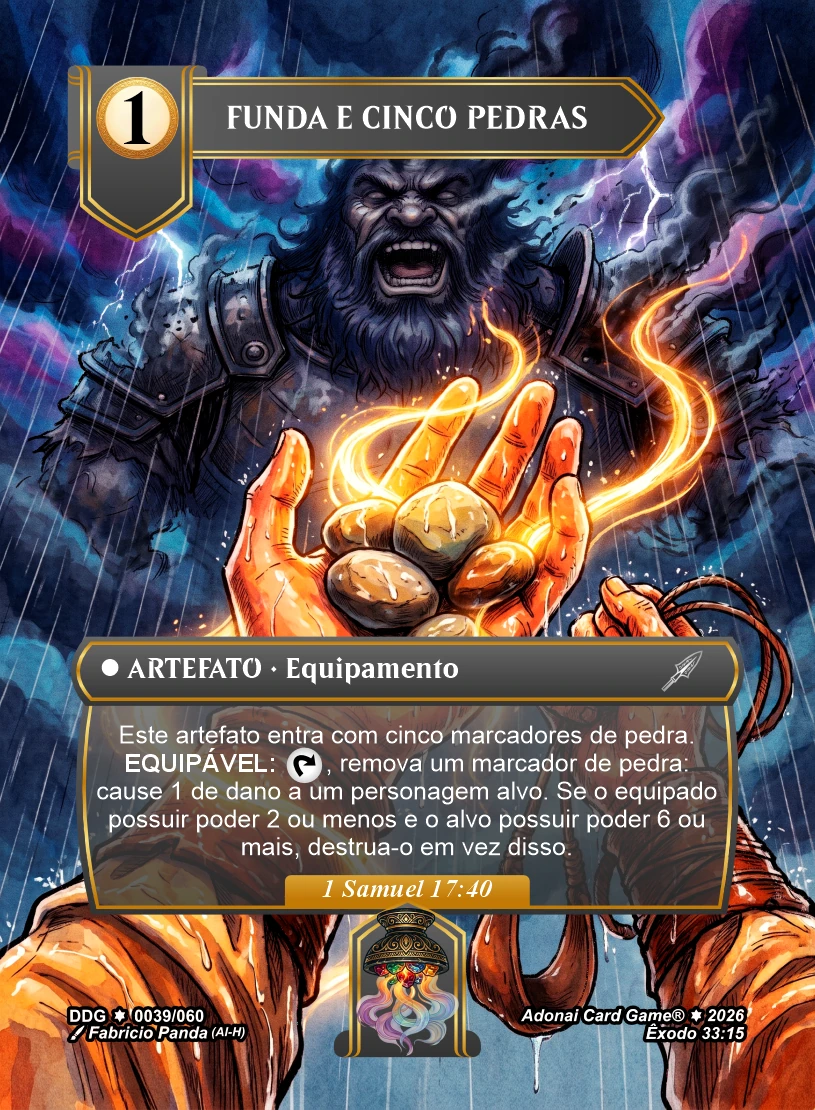 1
FUNDA E CINCO PEDRAS
ARTEFATO · Equipamento
Este artefato entra com cinco marcadores de pedra.
EQUIPÁVEL: , remova um marcador de pedra:
cause 1 de dano a um personagem alvo. Se o equipado
possuir poder 2 ou menos e o alvo possuir poder 6 ou
mais, destrua-o em vez disso.
1 Samuel 17:40
DDG ✶ 0039/060
Fabricio Panda (AI-H)
Adonai Card Game® ✶ 2026
Êxodo 33:15